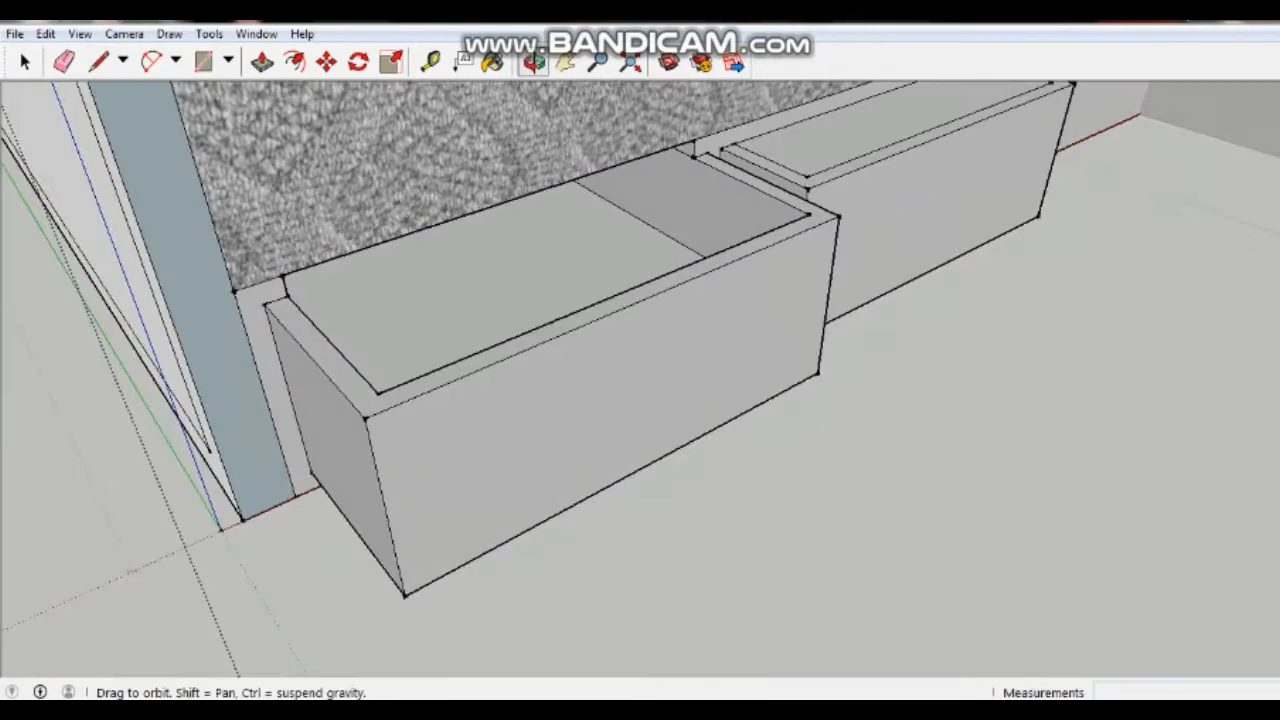 File Edit View Camera Draw Tools Window Help
www.BANDICAM.com
Drag to orbit. Shift = Pan, Ctrl = suspend gravity.
Measurements